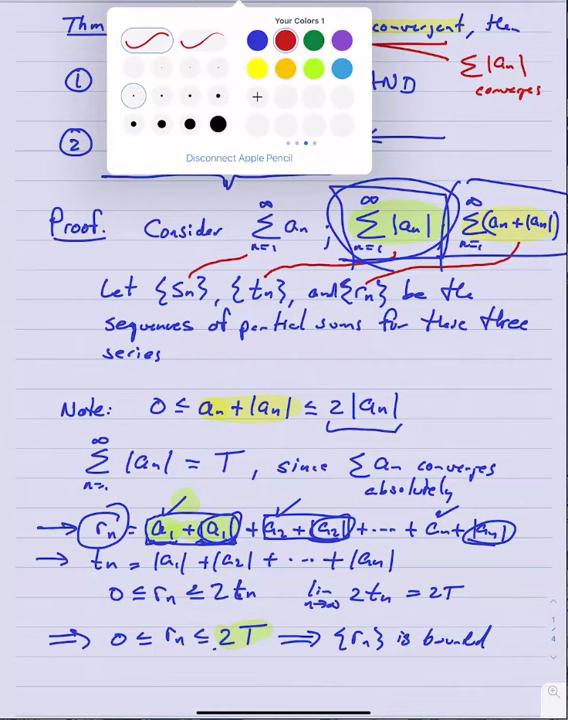 Thm
convergent, then
Your Colors 1
Σ|an|
converges
①
AND
②
Disconnect Apple Pencil
Proof. Consider ∞ Σ n=1 an ; ∞ Σ n=1 |an| ∞ Σ n=1 (an + |an|)
Let {sn}, {tn}, and {rn} be the
sequences of partial sums for these three
series
Note: 0 ≤ an + |an| ≤ 2|an|
∞ Σ n=1 |an| = T, since Σ an converges
absolutely
→ rn = a1 + |a1| + a2 + |a2| + ... + an + |an|
→ tn = |a1| + |a2| + ... + |an|
0 ≤ rn ≤ 2tn lim n→∞ 2tn = 2T
⟹ 0 ≤ rn ≤ 2T ⟹ {rn} is bounded
1
4